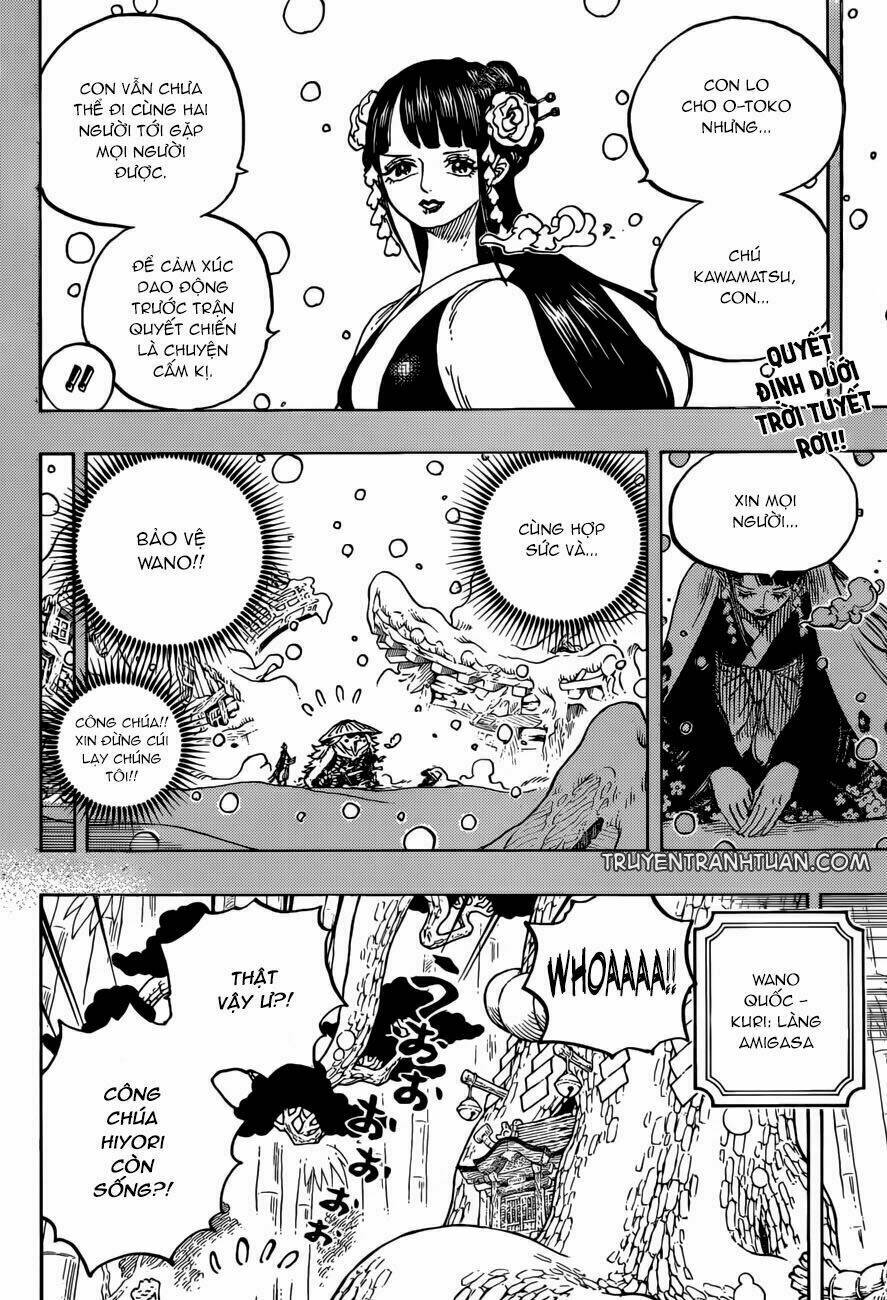 CON LO
CHO O-TOKO
NHƯNG...
CHÚ
KAWAMATSU,
CON...
CON VẪN CHƯA
THỂ ĐI CÙNG HAI
NGƯỜI TỚI GẶP
MỌI NGƯỜI
ĐƯỢC.
ĐỂ CẢM XÚC
DAO ĐỘNG
TRƯỚC TRẬN
QUYẾT CHIẾN
LÀ CHUYỆN
CẤM KỊ.
!!
QUYẾT
ĐỊNH DƯỚI
TRỜI TUYẾT
RƠI!!
XIN MỌI
NGƯỜI...
CÙNG HỢP
SỨC VÀ...
BẢO VỆ
WANO!!
CÔNG CHÚA!!
XIN ĐỪNG CÚI
LẠY CHÚNG
TÔI!!
TRUYENTRANHTUAN.COM
WANO
QUỐC -
KURI: LÀNG
AMIGASA
WHOAAAA!!
うおおおおお
THẬT
VẬY Ư?!
CÔNG
CHÚA
HIYORI
CÒN
SỐNG?!